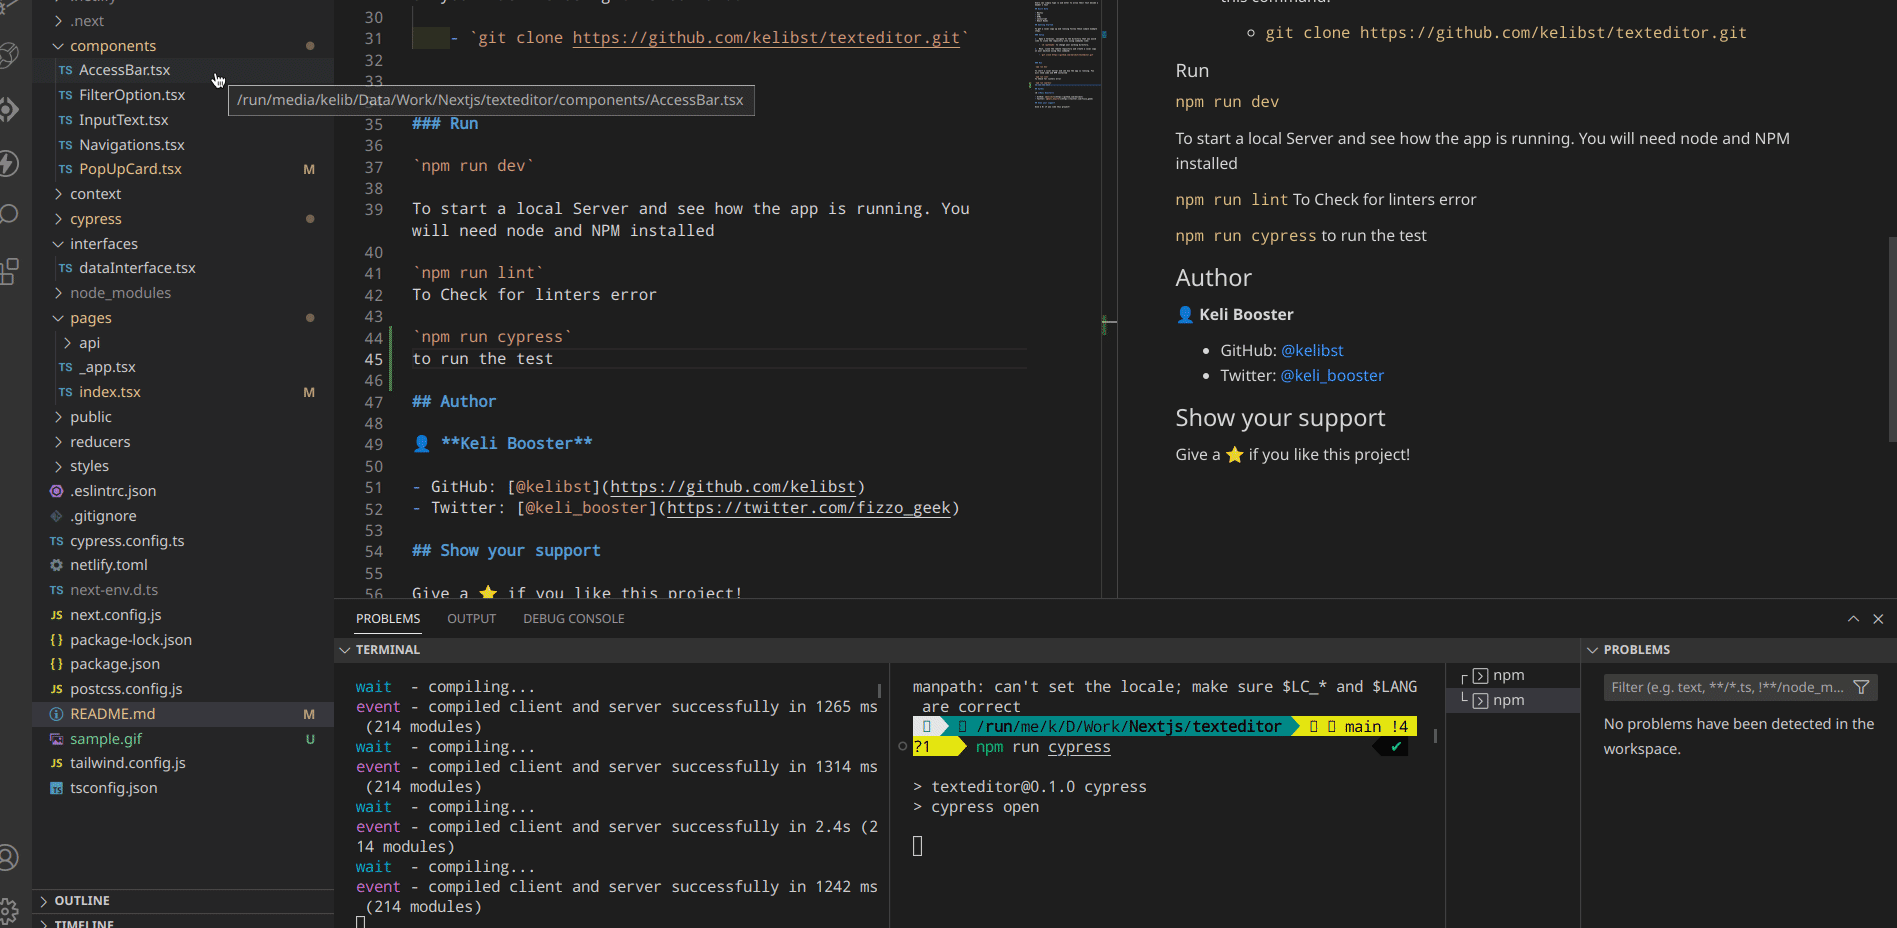 .next
components
TS AccessBar.tsx
TS FilterOption.tsx
TS InputText.tsx
TS Navigations.tsx
TS PopUpCard.tsx M
context
cypress
interfaces
TS dataInterface.tsx
node_modules
pages
api
TS _app.tsx
TS index.tsx M
public
reducers
styles
.eslintrc.json
.gitignore
TS cypress.config.ts
netlify.toml
TS next-env.d.ts
JS next.config.js
{} package-lock.json
{} package.json
JS postcss.config.js
README.md M
sample.gif U
JS tailwind.config.js
tsconfig.json
OUTLINE
TIMELINE
/run/media/kelib/Data/Work/Nextjs/texteditor/components/AccessBar.tsx
30
31 - `git clone https://github.com/kelibst/texteditor.git`
32
33
35 ### Run
36
37 `npm run dev`
38
39 To start a local Server and see how the app is running. You
will need node and NPM installed
40
41 `npm run lint`
42 To Check for linters error
43
44 `npm run cypress`
45 to run the test
46
47 ## Author
48
49 👤 **Keli Booster**
50
51 - GitHub: [@kelibst](https://github.com/kelibst)
52 - Twitter: [@keli_booster](https://twitter.com/fizzo_geek)
53
54 ## Show your support
55
56 Give a ⭐ if you like this project!
this command:
git clone https://github.com/kelibst/texteditor.git
Run
npm run dev
To start a local Server and see how the app is running. You will need node and NPM
installed
npm run lint To Check for linters error
npm run cypress to run the test
Author
👤 Keli Booster
• GitHub: @kelibst
• Twitter: @keli_booster
Show your support
Give a ⭐ if you like this project!
PROBLEMS OUTPUT DEBUG CONSOLE
TERMINAL
wait - compiling...
event - compiled client and server successfully in 1265 ms
(214 modules)
wait - compiling...
event - compiled client and server successfully in 1314 ms
(214 modules)
wait - compiling...
event - compiled client and server successfully in 2.4s (2
14 modules)
wait - compiling...
event - compiled client and server successfully in 1242 ms
(214 modules)
manpath: can't set the locale; make sure $LC_* and $LANG
are correct
/run/me/k/D/Work/Nextjs/texteditor main !4
?1 npm run cypress ✔
> texteditor@0.1.0 cypress
> cypress open
npm
npm
PROBLEMS
Filter (e.g. text, **/*.ts, !**/node_m...
No problems have been detected in the
workspace.